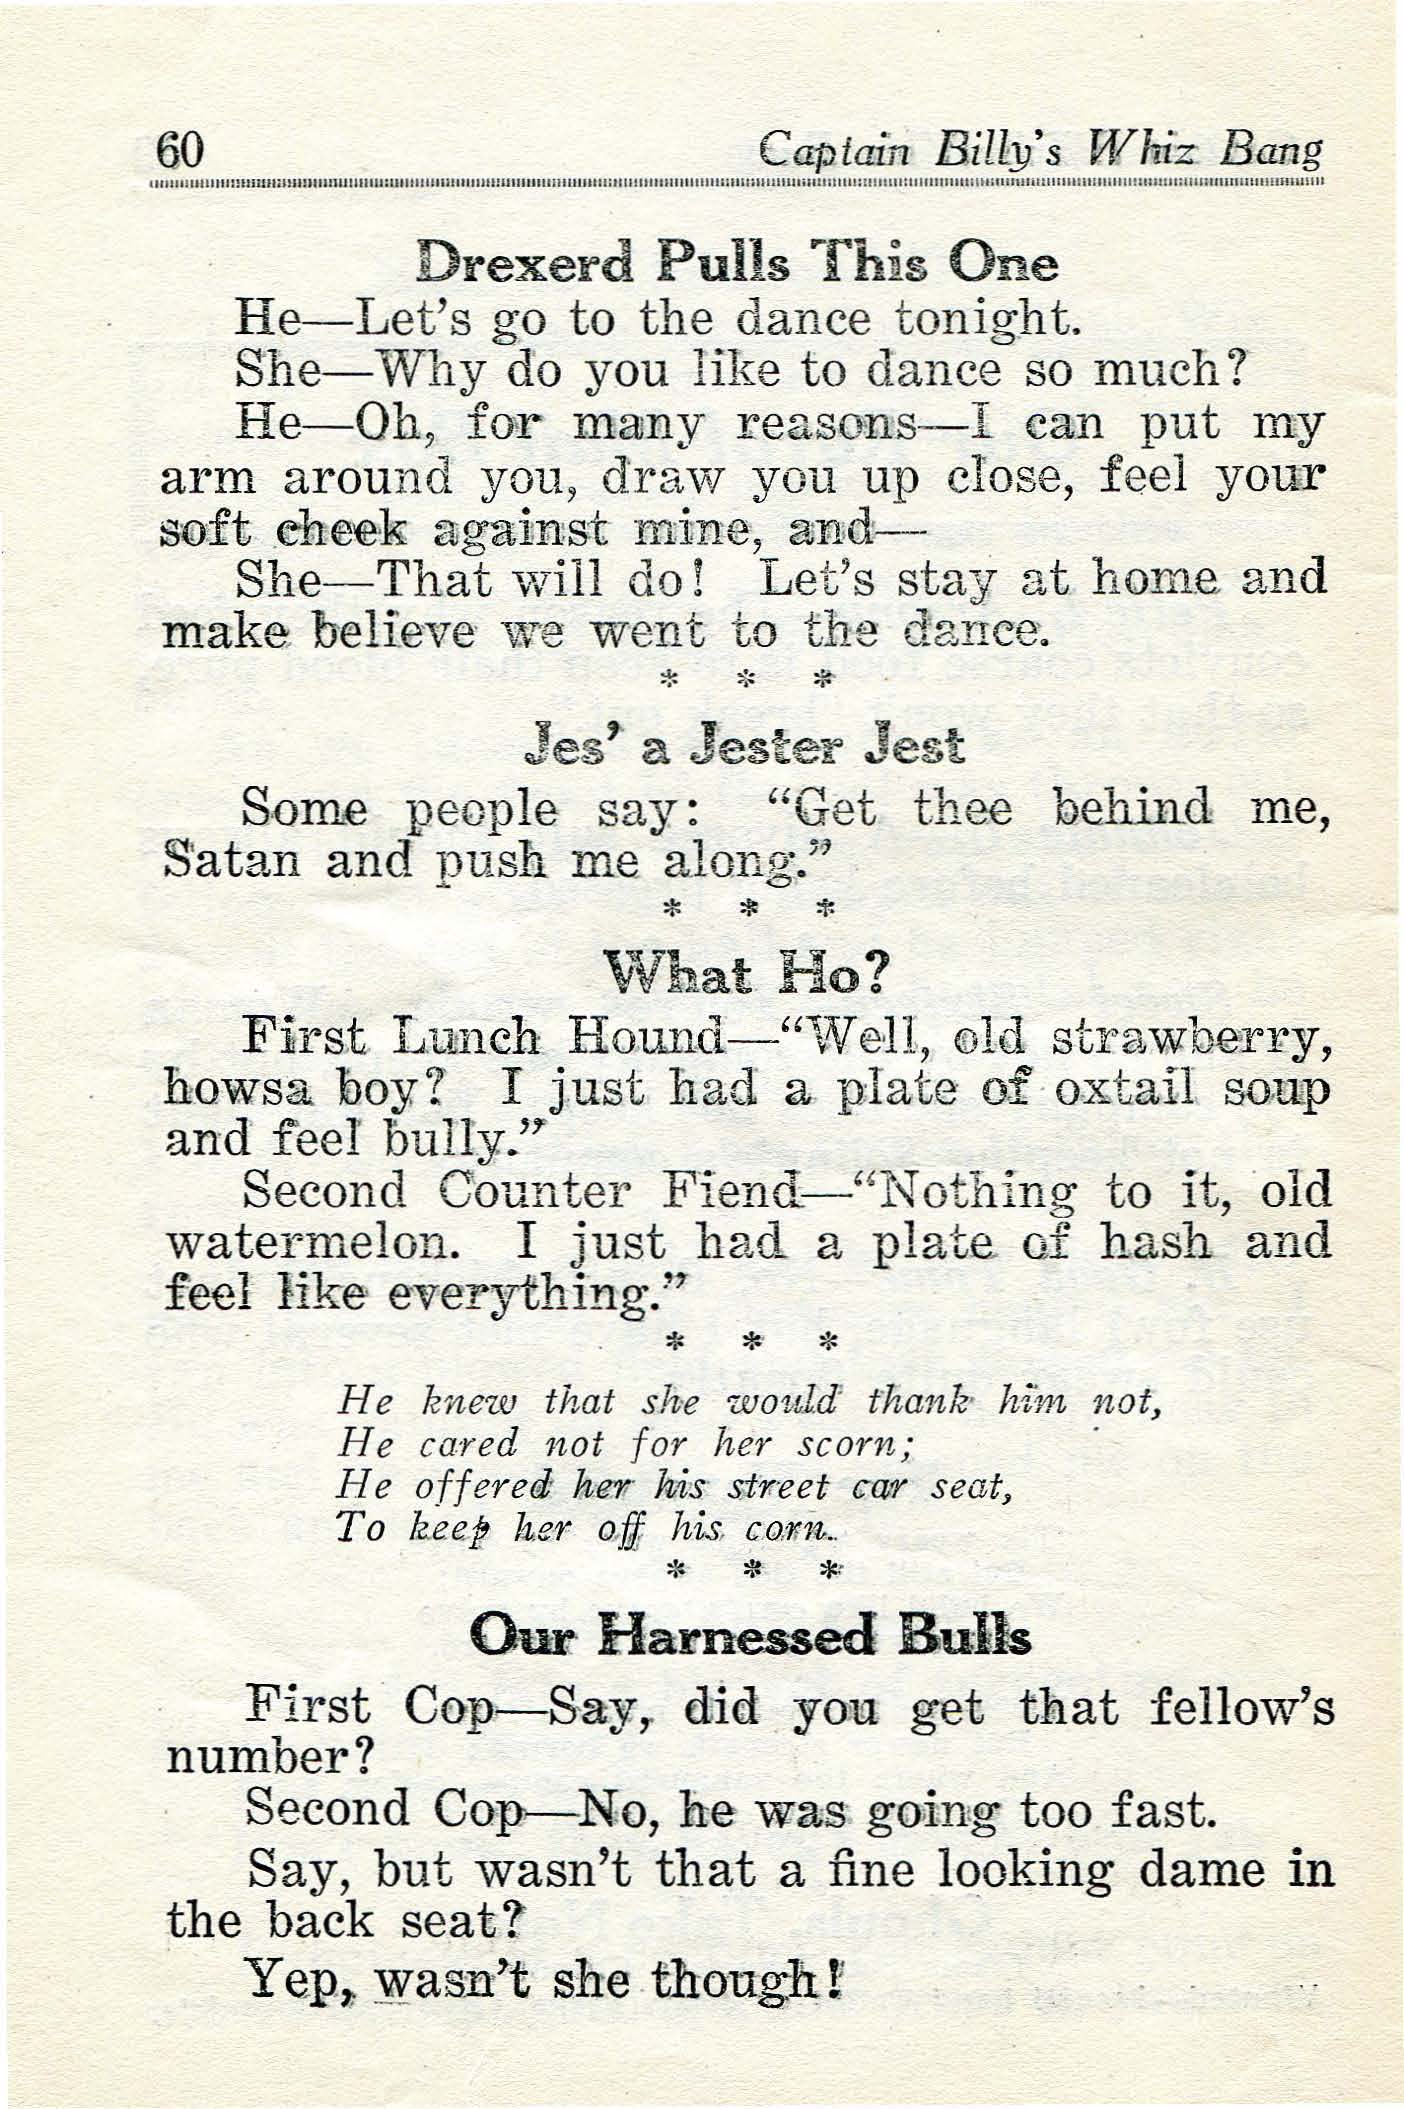 60 Captain Billy's Whiz Bang
Drexerd Pulls This One
He—Let's go to the dance tonight.
She—Why do you like to dance so much?
He—Oh, for many reasons—I can put my
arm around you, draw you up close, feel your
soft cheek against mine, and—
She—That will do! Let's stay at home and
make believe we went to the dance.
* * *
Jes' a Jester Jest
Some people say: "Get thee behind me,
Satan and push me along."
* * *
What Ho?
First Lunch Hound—"Well, old strawberry,
howsa boy? I just had a plate of oxtail soup
and feel bully."
Second Counter Fiend—"Nothing to it, old
watermelon. I just had a plate of hash and
feel like everything."
* * *
He knew that she would thank him not,
He cared not for her scorn;
He offered her his street car seat,
To keep her off his corn.
* * *
Our Harnessed Bulls
First Cop—Say, did you get that fellow's
number?
Second Cop—No, he was going too fast.
Say, but wasn't that a fine looking dame in
the back seat?
Yep, wasn't she though!